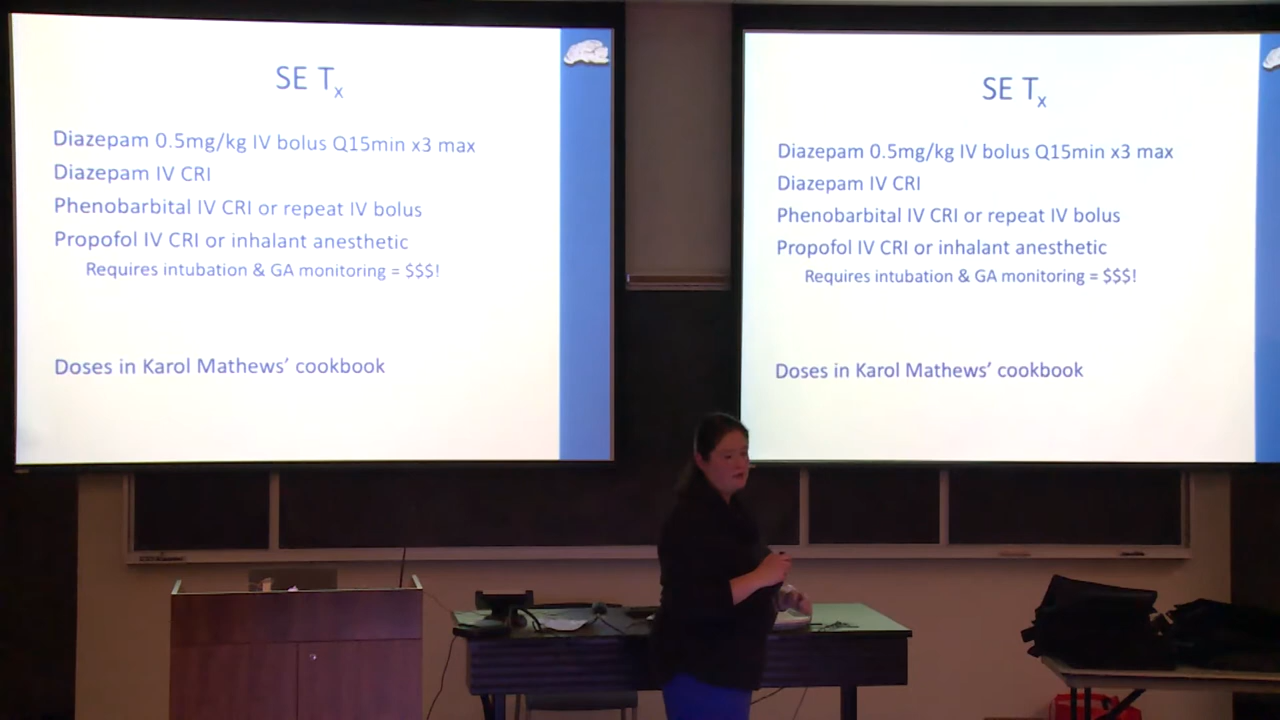 SE Tx
Diazepam 0.5mg/kg IV bolus Q15min x3 max
Diazepam IV CRI
Phenobarbital IV CRI or repeat IV bolus
Propofol IV CRI or inhalant anesthetic
Requires intubation & GA monitoring = $$$!
Doses in Karol Mathews’ cookbook
SE Tx
Diazepam 0.5mg/kg IV bolus Q15min x3 max
Diazepam IV CRI
Phenobarbital IV CRI or repeat IV bolus
Propofol IV CRI or inhalant anesthetic
Requires intubation & GA monitoring = $$$!
Doses in Karol Mathews’ cookbook